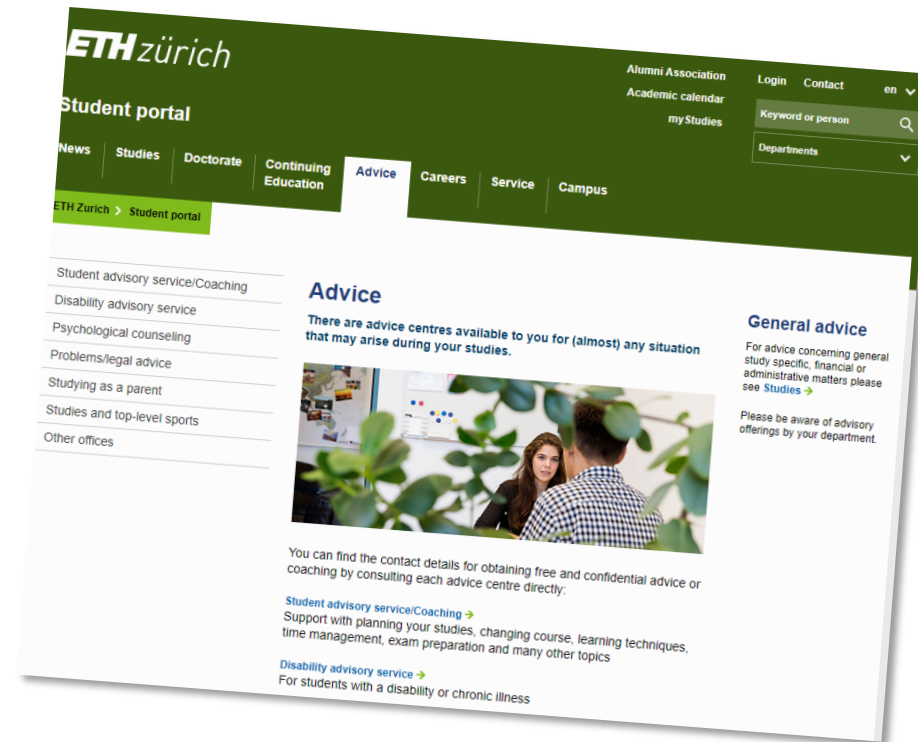 ETH zürich
Alumni Association
Academic calendar
myStudies
Login Contact en
Keyword or person
Departments
Student portal
News Studies Doctorate Continuing Education Advice Careers Service Campus
ETH Zurich > Student portal
Student advisory service/Coaching
Disability advisory service
Psychological counseling
Problems/legal advice
Studying as a parent
Studies and top-level sports
Other offices
Advice
There are advice centres available to you for (almost) any situation
that may arise during your studies.
You can find the contact details for obtaining free and confidential advice or
coaching by consulting each advice centre directly:
Student advisory service/Coaching →
Support with planning your studies, changing course, learning techniques,
time management, exam preparation and many other topics
Disability advisory service →
For students with a disability or chronic illness
General advice
For advice concerning general
study specific, financial or
administrative matters please
see Studies →
Please be aware of advisory
offerings by your department.